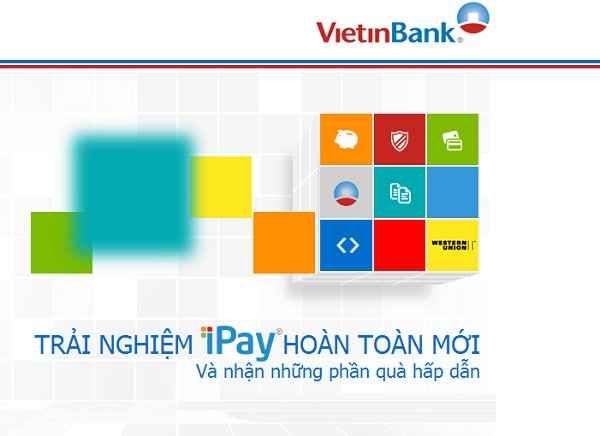 VietinBank®
WESTERN UNION
TRẢI NGHIỆM iPay® HOÀN TOÀN MỚI
Và nhận những phần quà hấp dẫn